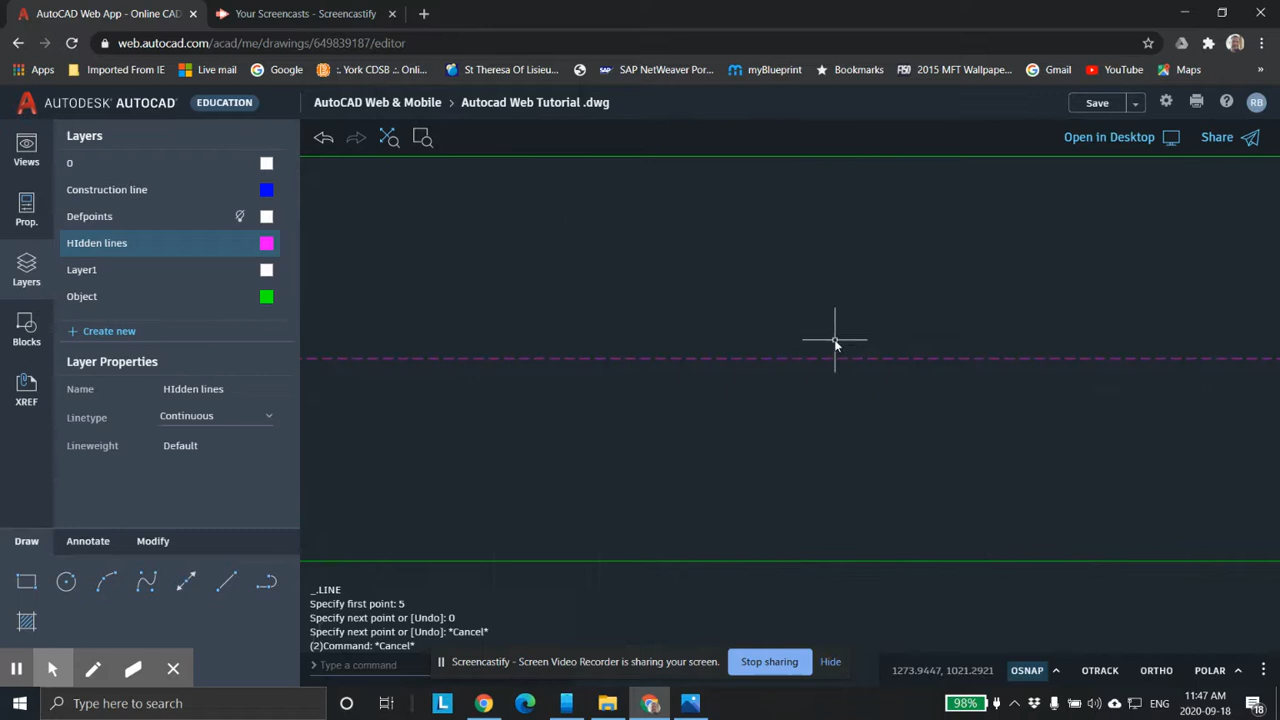 AutoCAD Web App - Online CAD
Your Screencasts - Screencastify
web.autocad.com/acad/me/drawings/649839187/editor
Apps
Imported From IE
Live mail
Google
: York CDSB :. Onli...
St Theresa Of Lisieu...
SAP NetWeaver Por...
myBlueprint
Bookmarks
2015 MFT Wallpape...
Gmail
YouTube
Maps
AUTODESK® AUTOCAD® EDUCATION
AutoCAD Web & Mobile > Autocad Web Tutorial .dwg
Save
RB
Views
Prop.
Layers
Blocks
XREF
Layers
0
Construction line
Defpoints
HIdden lines
Layer1
Object
+ Create new
Layer Properties
Name HIdden lines
Linetype Continuous
Lineweight Default
Open in Desktop
Share
Draw Annotate Modify
_.LINE
Specify first point: 5
Specify next point or [Undo]: 0
Specify next point or [Undo]: *Cancel*
(2)Command: *Cancel*
Type a command
Screencastify - Screen Video Recorder is sharing your screen.
Stop sharing
Hide
1273.9447, 1021.2921
OSNAP
OTRACK
ORTHO
POLAR
Type here to search
98%
ENG
11:47 AM
2020-09-18
18